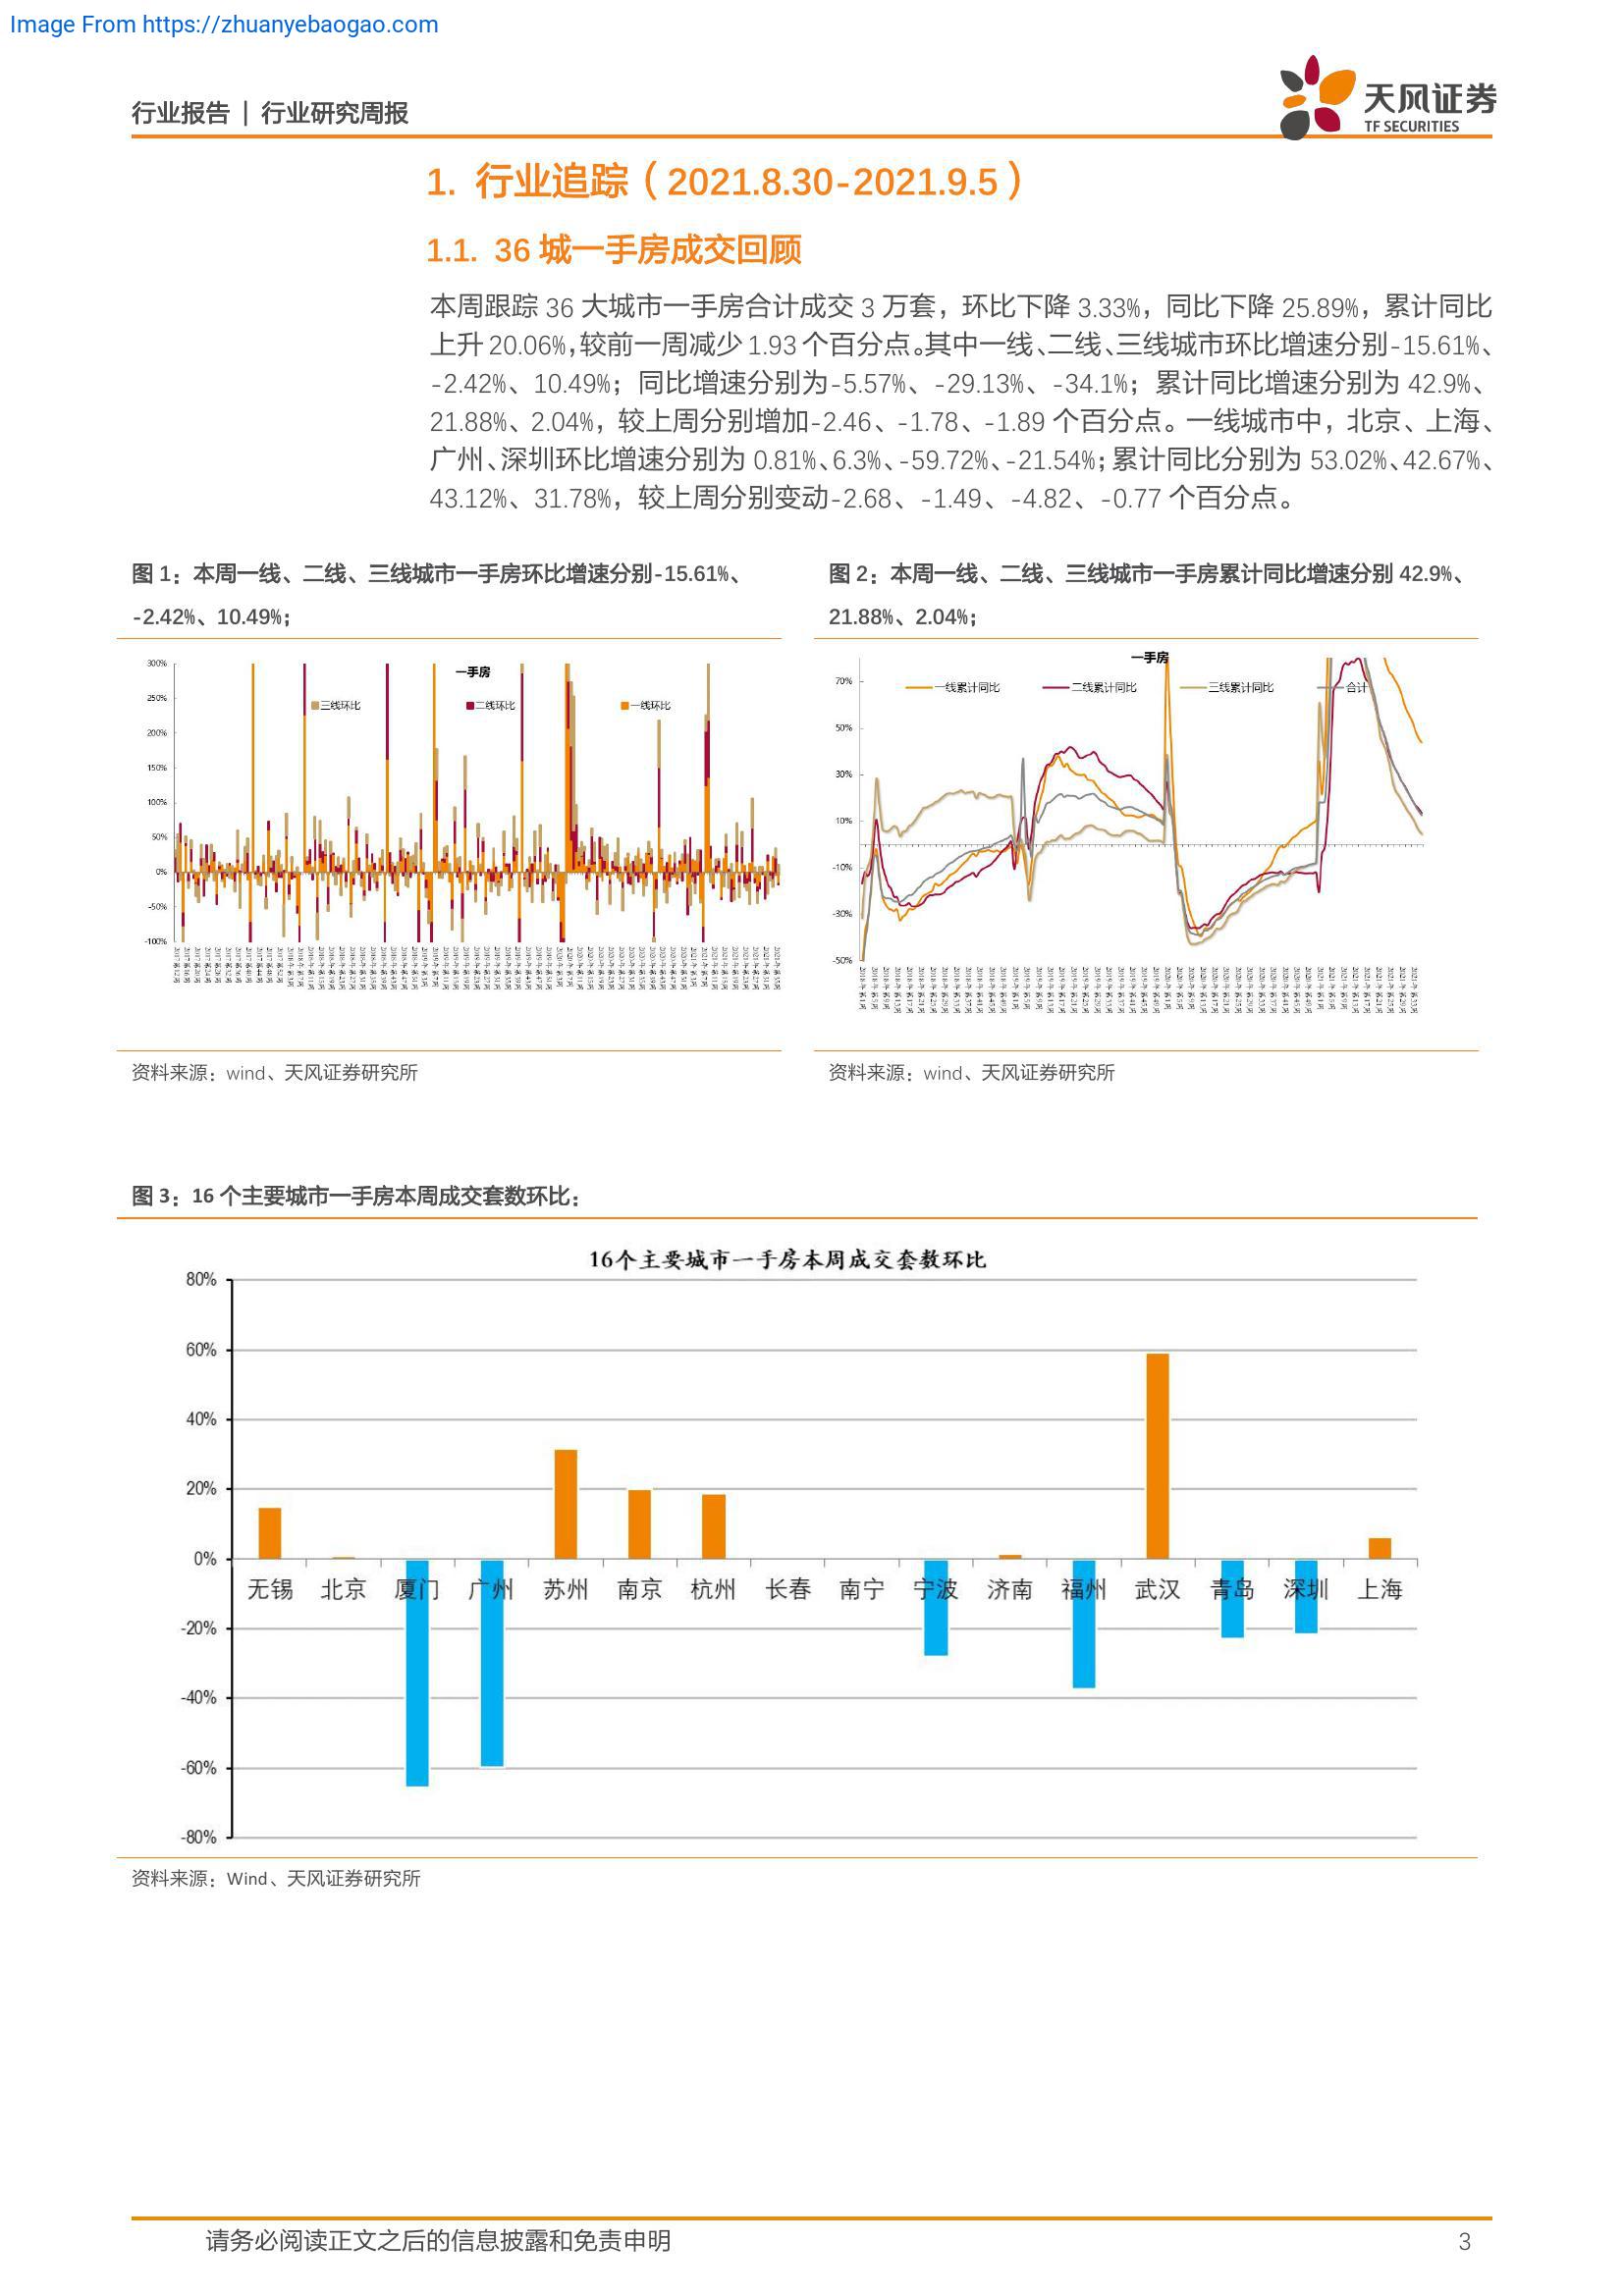 Image From https://zhuanyebaogao.com
行业报告 | 行业研究周报
天风证券
TF SECURITIES
1. 行业追踪（2021.8.30-2021.9.5）
1.1. 36 城一手房成交回顾
本周跟踪 36 大城市一手房合计成交 3 万套，环比下降 3.33%，同比下降 25.89%，累计同比
上升 20.06%，较前一周减少 1.93 个百分点。其中一线、二线、三线城市环比增速分别-15.61%、
-2.42%、10.49%；同比增速分别为-5.57%、-29.13%、-34.1%；累计同比增速分别为 42.9%、
21.88%、2.04%，较上周分别增加-2.46、-1.78、-1.89 个百分点。一线城市中，北京、上海、
广州、深圳环比增速分别为 0.81%、6.3%、-59.72%、-21.54%；累计同比分别为 53.02%、42.67%、
43.12%、31.78%，较上周分别变动-2.68、-1.49、-4.82、-0.77 个百分点。
图 1：本周一线、二线、三线城市一手房环比增速分别-15.61%、
-2.42%、10.49%；
一手房
三线环比 二线环比 一线环比
300%
250%
200%
150%
100%
50%
0%
-50%
-100%
资料来源：wind、天风证券研究所
图 2：本周一线、二线、三线城市一手房累计同比增速分别 42.9%、
21.88%、2.04%；
一手房
一线累计同比 二线累计同比 三线累计同比 合计
70%
50%
30%
10%
-10%
-30%
-50%
资料来源：wind、天风证券研究所
图 3：16 个主要城市一手房本周成交套数环比：
16个主要城市一手房本周成交套数环比
80%
60%
40%
20%
0%
-20%
-40%
-60%
-80%
无锡 北京 厦门 广州 苏州 南京 杭州 长春 南宁 宁波 济南 福州 武汉 青岛 深圳 上海
资料来源：Wind、天风证券研究所
请务必阅读正文之后的信息披露和免责申明 3